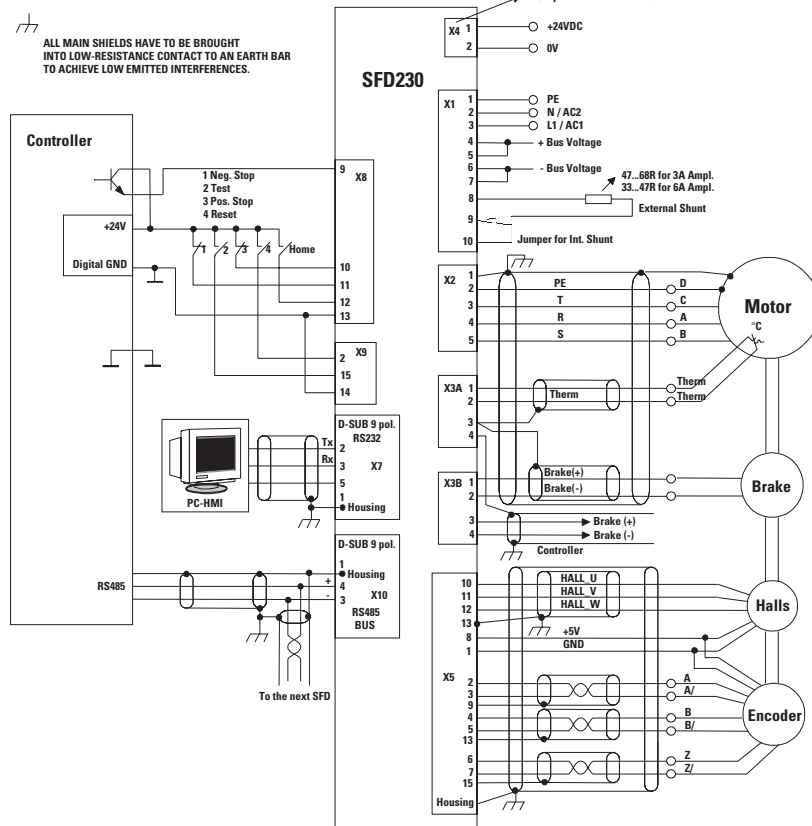 ALL MAIN SHIELDS HAVE TO BE BROUGHT
INTO LOW-RESISTANCE CONTACT TO AN EARTH BAR
TO ACHIEVE LOW EMITTED INTERFERENCES.
SFD230
X4
1 +24VDC
2 0V
X1
1 PE
2 N / AC2
3 L1 / AC1
4 + Bus Voltage
5
6 - Bus Voltage
7
8
9
10
47...68R for 3A Ampl.
33...47R for 6A Ampl.
External Shunt
Jumper for Int. Shunt
Controller
+24V
Digital GND
1 Neg. Stop
2 Test
3 Pos. Stop
4 Reset
1 2 3 4 Home
9 X8
10
11
12
13
X9
2
15
14
X2
1
2 PE D
3 T C
4 R A
5 S B
Motor
°C
X3A
1 Therm
2 Therm
Therm
3
4
X3B
1 Brake(+)
2 Brake(-)
3 Brake (+)
4 Brake (-)
Controller
Brake
D-SUB 9 pol.
RS232
X7
Tx 2
Rx 3
5
1
Housing
PC-HMI
D-SUB 9 pol.
1
Housing
+ 4
- 3
X10
RS485
BUS
RS485
To the next SFD
X5
10 HALL_U
11 HALL_V
12 HALL_W
13
8 +5V
1 GND
Halls
2 A
3 A/
9
4 B
5 B/
13
6 Z
7 Z/
15
Housing
Encoder